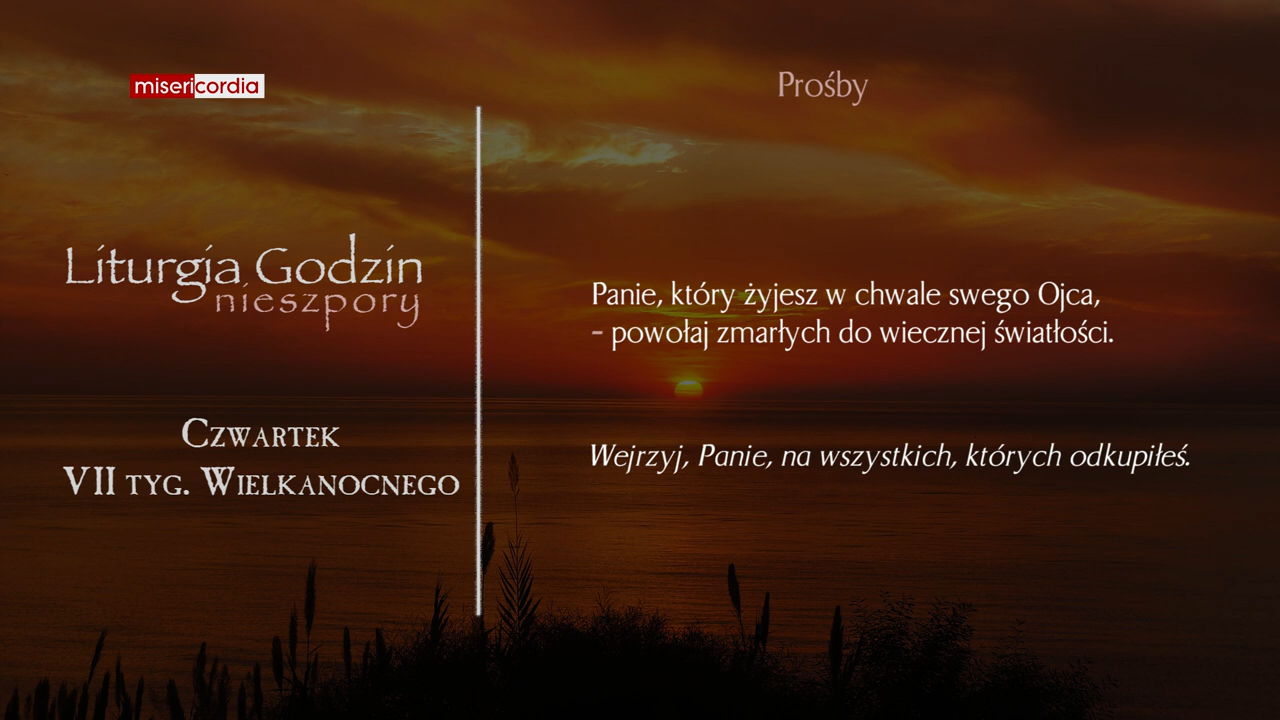 misericordia
Prośby
Liturgia Godzin
nieszpory
Czwartek
VII tyg. Wielkanocnego
Panie, który żyjesz w chwale swego Ojca,
- powołaj zmarłych do wiecznej światłości.
Wejrzyj, Panie, na wszystkich, których odkupiłeś.